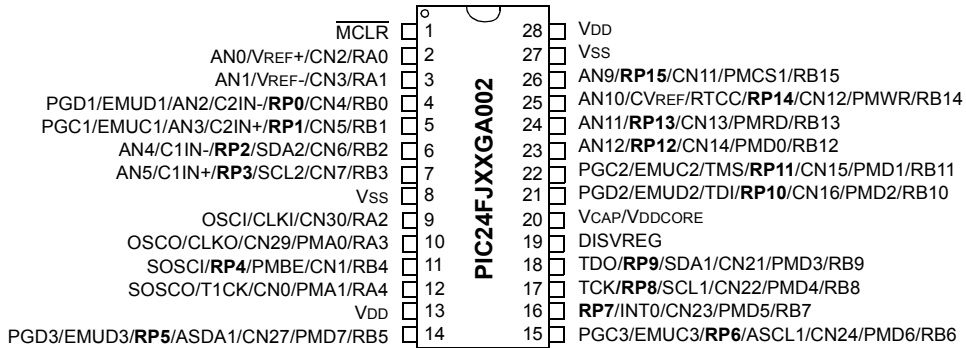 MCLR 1 28 VDD
AN0/VREF+/CN2/RA0 2 27 VSS
AN1/VREF-/CN3/RA1 3 26 AN9/RP15/CN11/PMCS1/RB15
PGD1/EMUD1/AN2/C2IN-/RP0/CN4/RB0 4 25 AN10/CVREF/RTCC/RP14/CN12/PMWR/RB14
PGC1/EMUC1/AN3/C2IN+/RP1/CN5/RB1 5 24 AN11/RP13/CN13/PMRD/RB13
AN4/C1IN-/RP2/SDA2/CN6/RB2 6 23 AN12/RP12/CN14/PMD0/RB12
AN5/C1IN+/RP3/SCL2/CN7/RB3 7 22 PGC2/EMUC2/TMS/RP11/CN15/PMD1/RB11
VSS 8 21 PGD2/EMUD2/TDI/RP10/CN16/PMD2/RB10
OSCI/CLKI/CN30/RA2 9 20 VCAP/VDDCORE
OSCO/CLKO/CN29/PMA0/RA3 10 19 DISVREG
SOSCI/RP4/PMBE/CN1/RB4 11 18 TDO/RP9/SDA1/CN21/PMD3/RB9
SOSCO/T1CK/CN0/PMA1/RA4 12 17 TCK/RP8/SCL1/CN22/PMD4/RB8
VDD 13 16 RP7/INT0/CN23/PMD5/RB7
PGD3/EMUD3/RP5/ASDA1/CN27/PMD7/RB5 14 15 PGC3/EMUC3/RP6/ASCL1/CN24/PMD6/RB6
PIC24FJXXGA002